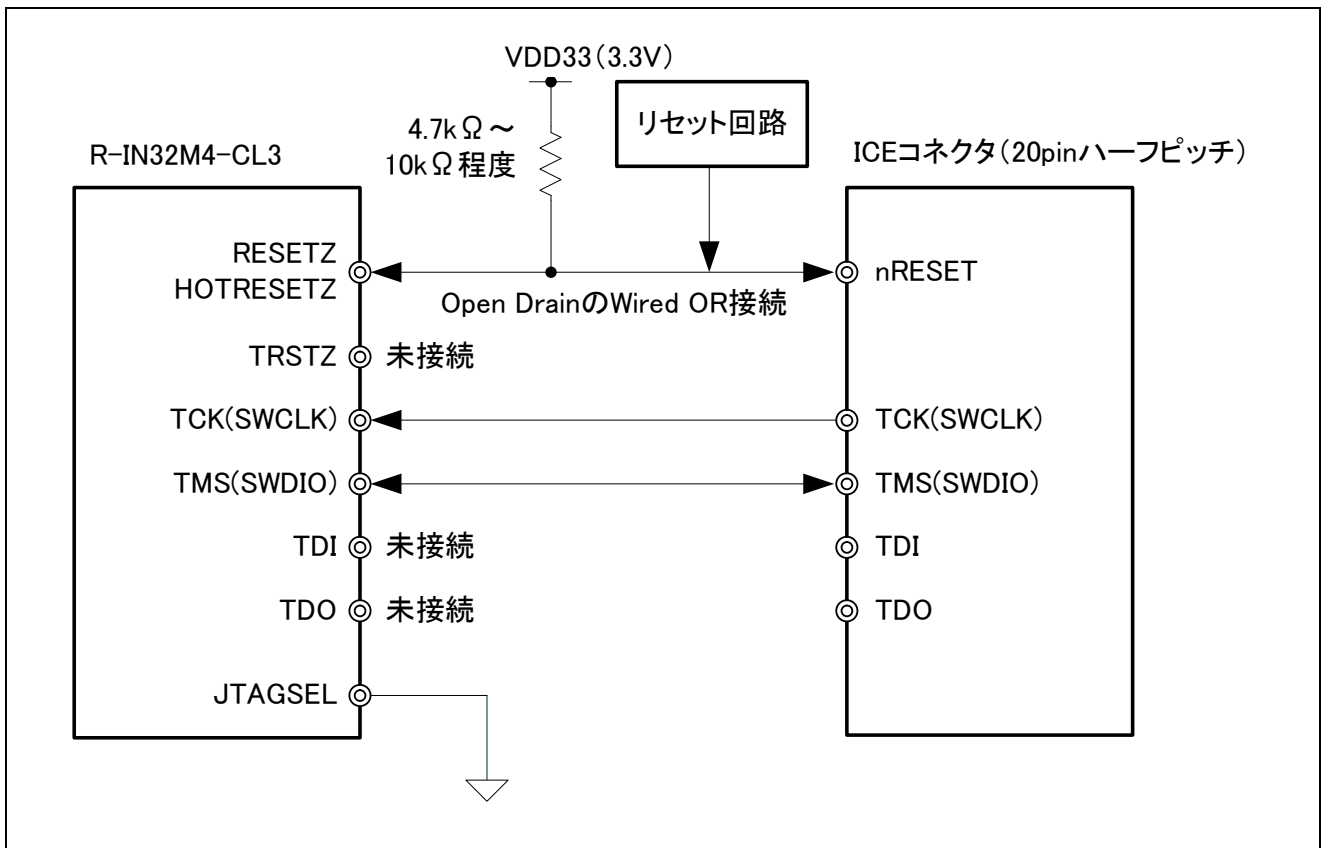 VDD33(3.3V)
リセット回路
4.7kΩ～
10kΩ程度
R-IN32M4-CL3
ICEコネクタ(20pinハーフピッチ)
RESETZ
HOTRESETZ
nRESET
Open DrainのWired OR接続
TRSTZ 未接続
TCK(SWCLK) TCK(SWCLK)
TMS(SWDIO) TMS(SWDIO)
TDI 未接続 TDI
TDO 未接続 TDO
JTAGSEL